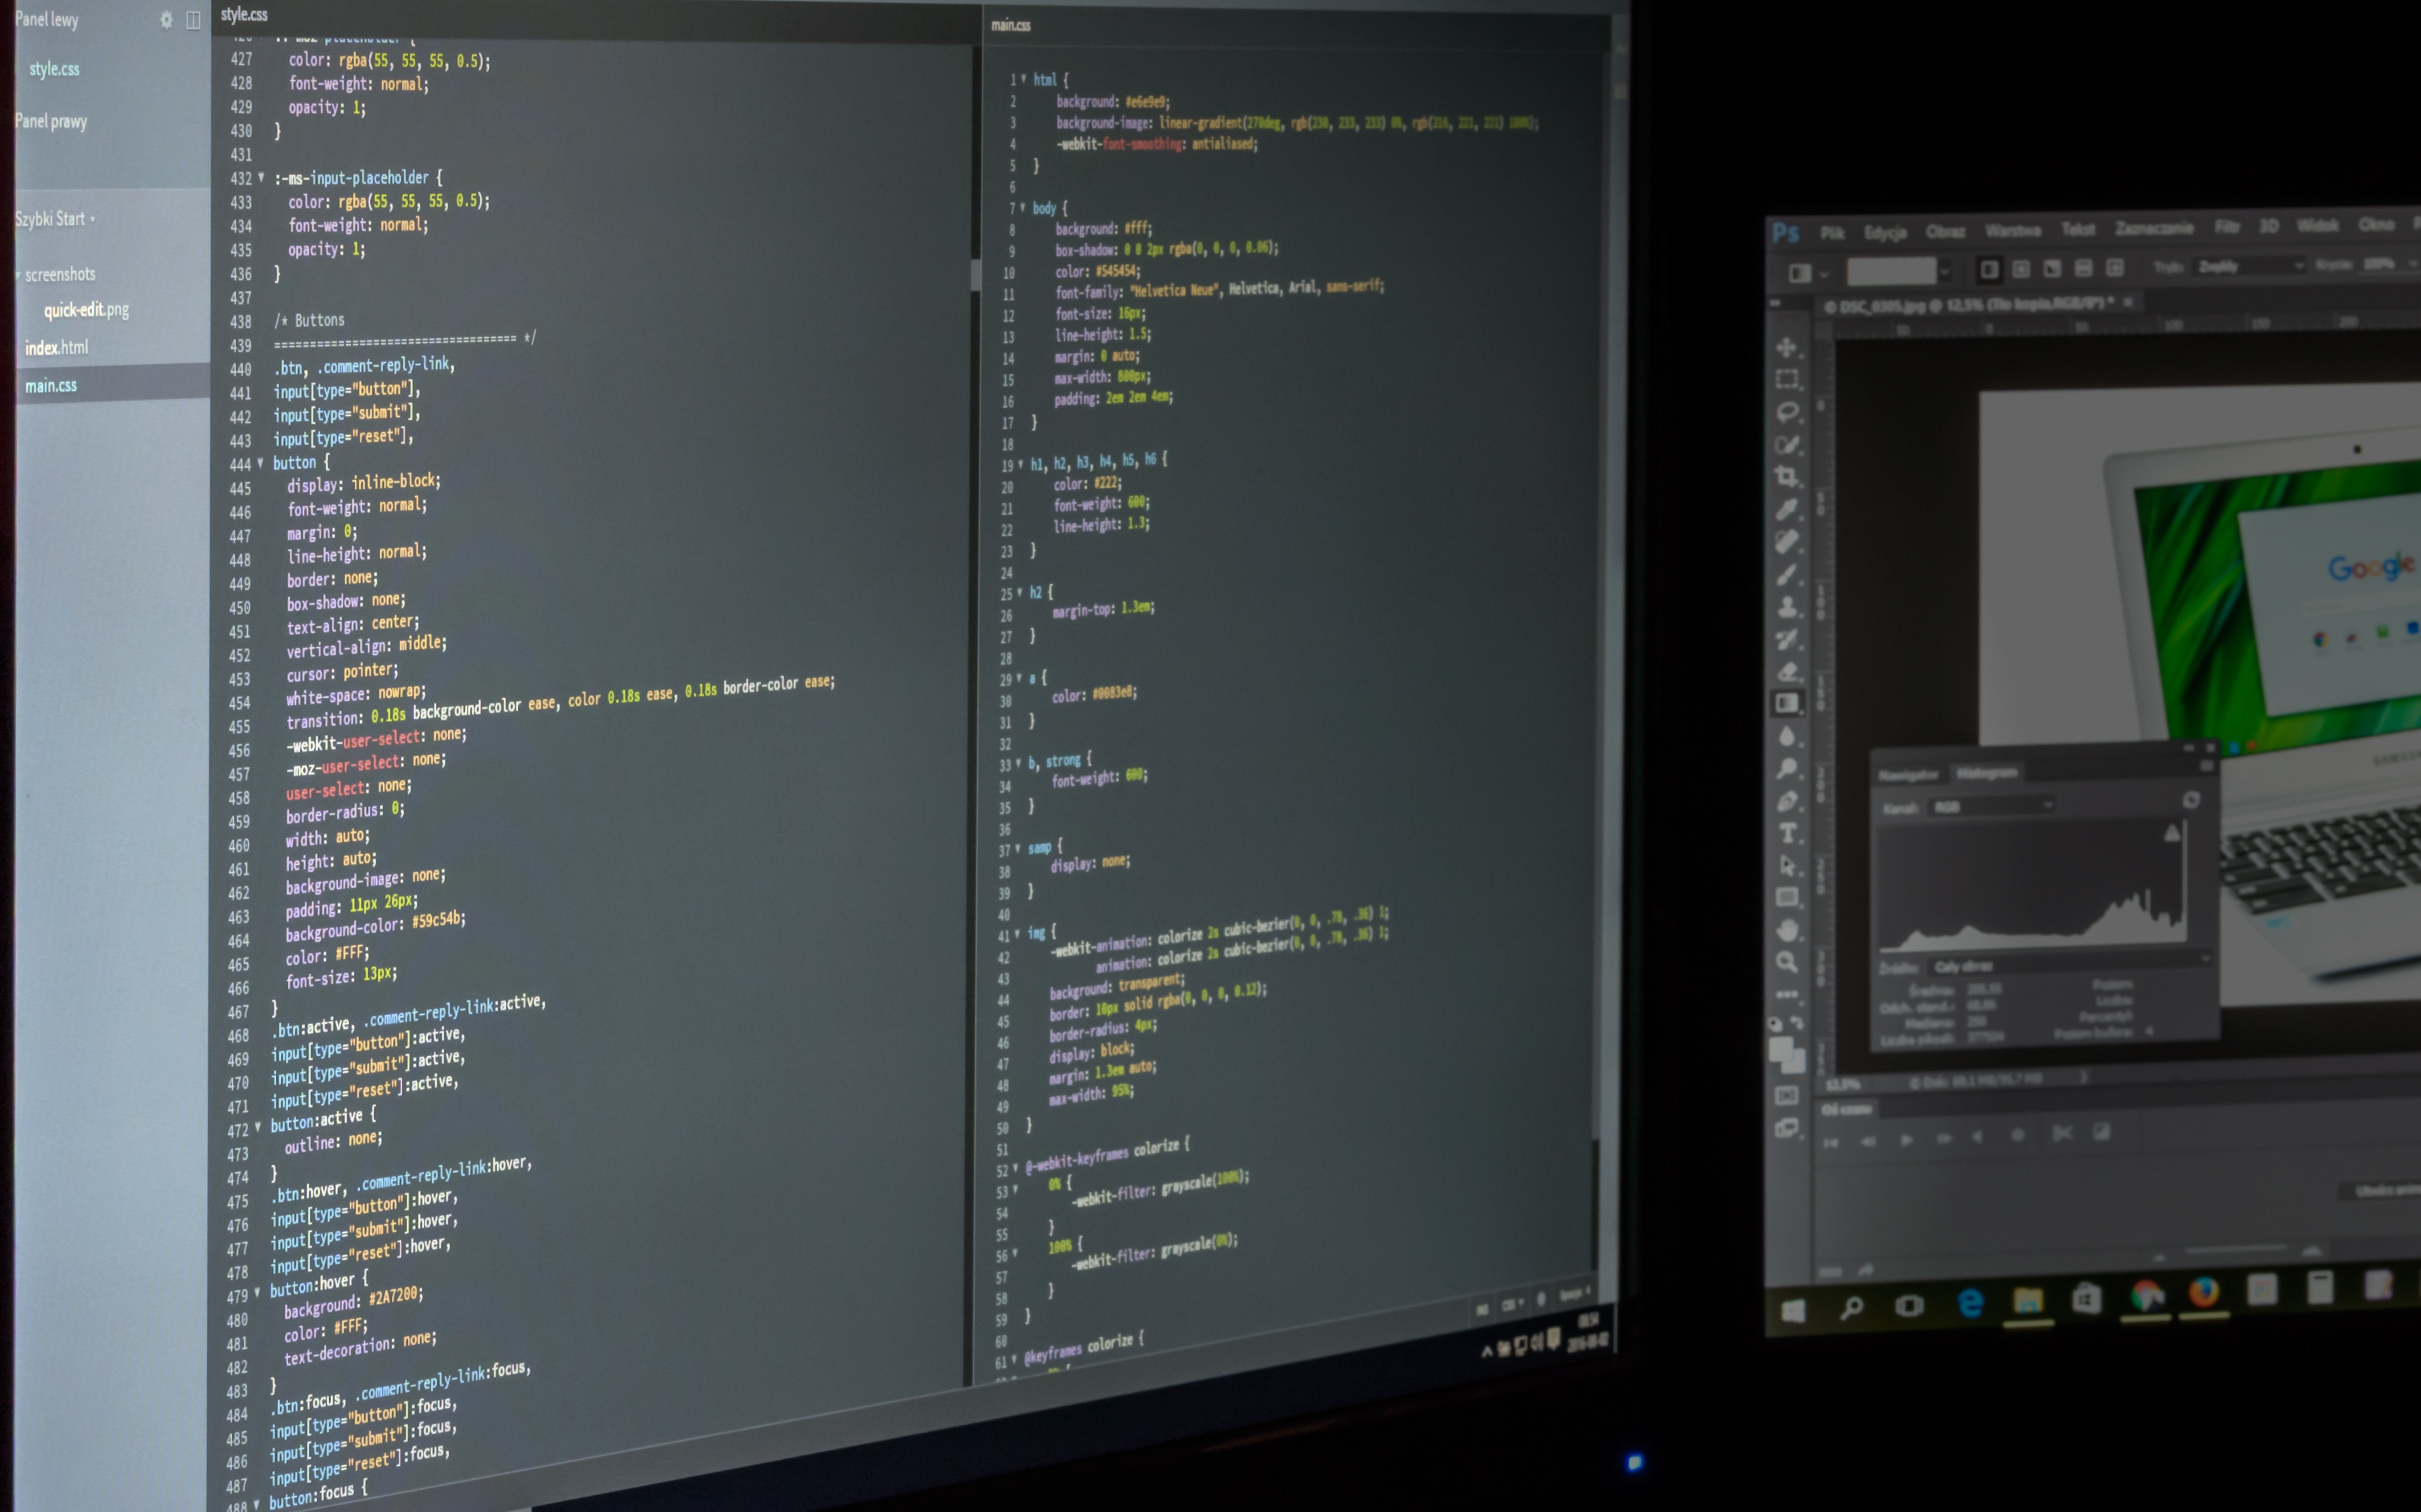 Panel lewy
style.css
Panel prawy
Szybki Start
screenshots
quick-edit.png
index.html
main.css
style.css
427 color: rgba(55, 55, 55, 0.5);
428 font-weight: normal;
429 opacity: 1;
430 }
431
432 :-ms-input-placeholder {
433 color: rgba(55, 55, 55, 0.5);
434 font-weight: normal;
435 opacity: 1;
436 }
437
438 /* Buttons
439 ================================== */
440 .btn, .comment-reply-link,
441 input[type="button"],
442 input[type="submit"],
443 input[type="reset"],
444 button {
445 display: inline-block;
446 font-weight: normal;
447 margin: 0;
448 line-height: normal;
449 border: none;
450 box-shadow: none;
451 text-align: center;
452 vertical-align: middle;
453 cursor: pointer;
454 white-space: nowrap;
455 transition: 0.18s background-color ease, color 0.18s ease, 0.18s border-color ease;
456 -webkit-user-select: none;
457 -moz-user-select: none;
458 user-select: none;
459 border-radius: 0;
460 width: auto;
461 height: auto;
462 background-image: none;
463 padding: 11px 26px;
464 background-color: #59c54b;
465 color: #FFF;
466 font-size: 13px;
467 }
468 .btn:active, .comment-reply-link:active,
469 input[type="button"]:active,
470 input[type="submit"]:active,
471 input[type="reset"]:active,
472 button:active {
473 outline: none;
474 }
475 .btn:hover, .comment-reply-link:hover,
476 input[type="button"]:hover,
477 input[type="submit"]:hover,
478 input[type="reset"]:hover,
479 button:hover {
480 background: #2A7200;
481 color: #FFF;
482 text-decoration: none;
483 }
484 .btn:focus, .comment-reply-link:focus,
485 input[type="button"]:focus,
486 input[type="submit"]:focus,
487 input[type="reset"]:focus,
488 button:focus {
main.css
1 html {
2 background: #e6e9e9;
3 background-image: linear-gradient(270deg, rgb(230, 233, 233) 0%, rgb(216, 221, 221) 100%);
4 -webkit-font-smoothing: antialiased;
5 }
6
7 body {
8 background: #fff;
9 box-shadow: 0 0 2px rgba(0, 0, 0, 0.06);
10 color: #545454;
11 font-family: "Helvetica Neue", Helvetica, Arial, sans-serif;
12 font-size: 16px;
13 line-height: 1.5;
14 margin: 0 auto;
15 max-width: 800px;
16 padding: 2em 2em 4em;
17 }
18
19 h1, h2, h3, h4, h5, h6 {
20 color: #222;
21 font-weight: 600;
22 line-height: 1.3;
23 }
24
25 h2 {
26 margin-top: 1.3em;
27 }
28
29 a {
30 color: #0083e8;
31 }
32
33 b, strong {
34 font-weight: 600;
35 }
36
37 samp {
38 display: none;
39 }
40
41 img {
42 -webkit-animation: colorize 2s cubic-bezier(0, 0, .78, .36) 1;
43 animation: colorize 2s cubic-bezier(0, 0, .78, .36) 1;
44 background: transparent;
45 border: 10px solid rgba(0, 0, 0, 0.12);
46 border-radius: 4px;
47 display: block;
48 margin: 1.3em auto;
49 max-width: 95%;
50 }
51
52 @-webkit-keyframes colorize {
53 0% {
54 -webkit-filter: grayscale(100%);
55 }
56 100% {
57 -webkit-filter: grayscale(0%);
58 }
59 }
60
61 @keyframes colorize {
Ps Plik Edycja Obraz Warstwa Tekst Zaznaczenie Filtr 3D Widok Okno
Tryb: Zwykły Krycie: 100%
DSC_0305.jpg @ 12,5% (Tło kopia,RGB/8*) *
Google
Nawigator Histogram
Kanał: RGB
Źródło: Cały obraz
Średnia:
Odch. stand.:
Mediana: 250
Liczba pikseli:
Poziom:
Liczba:
Percentyl:
Poziom bufora: 4
12,5%
Oś czasu